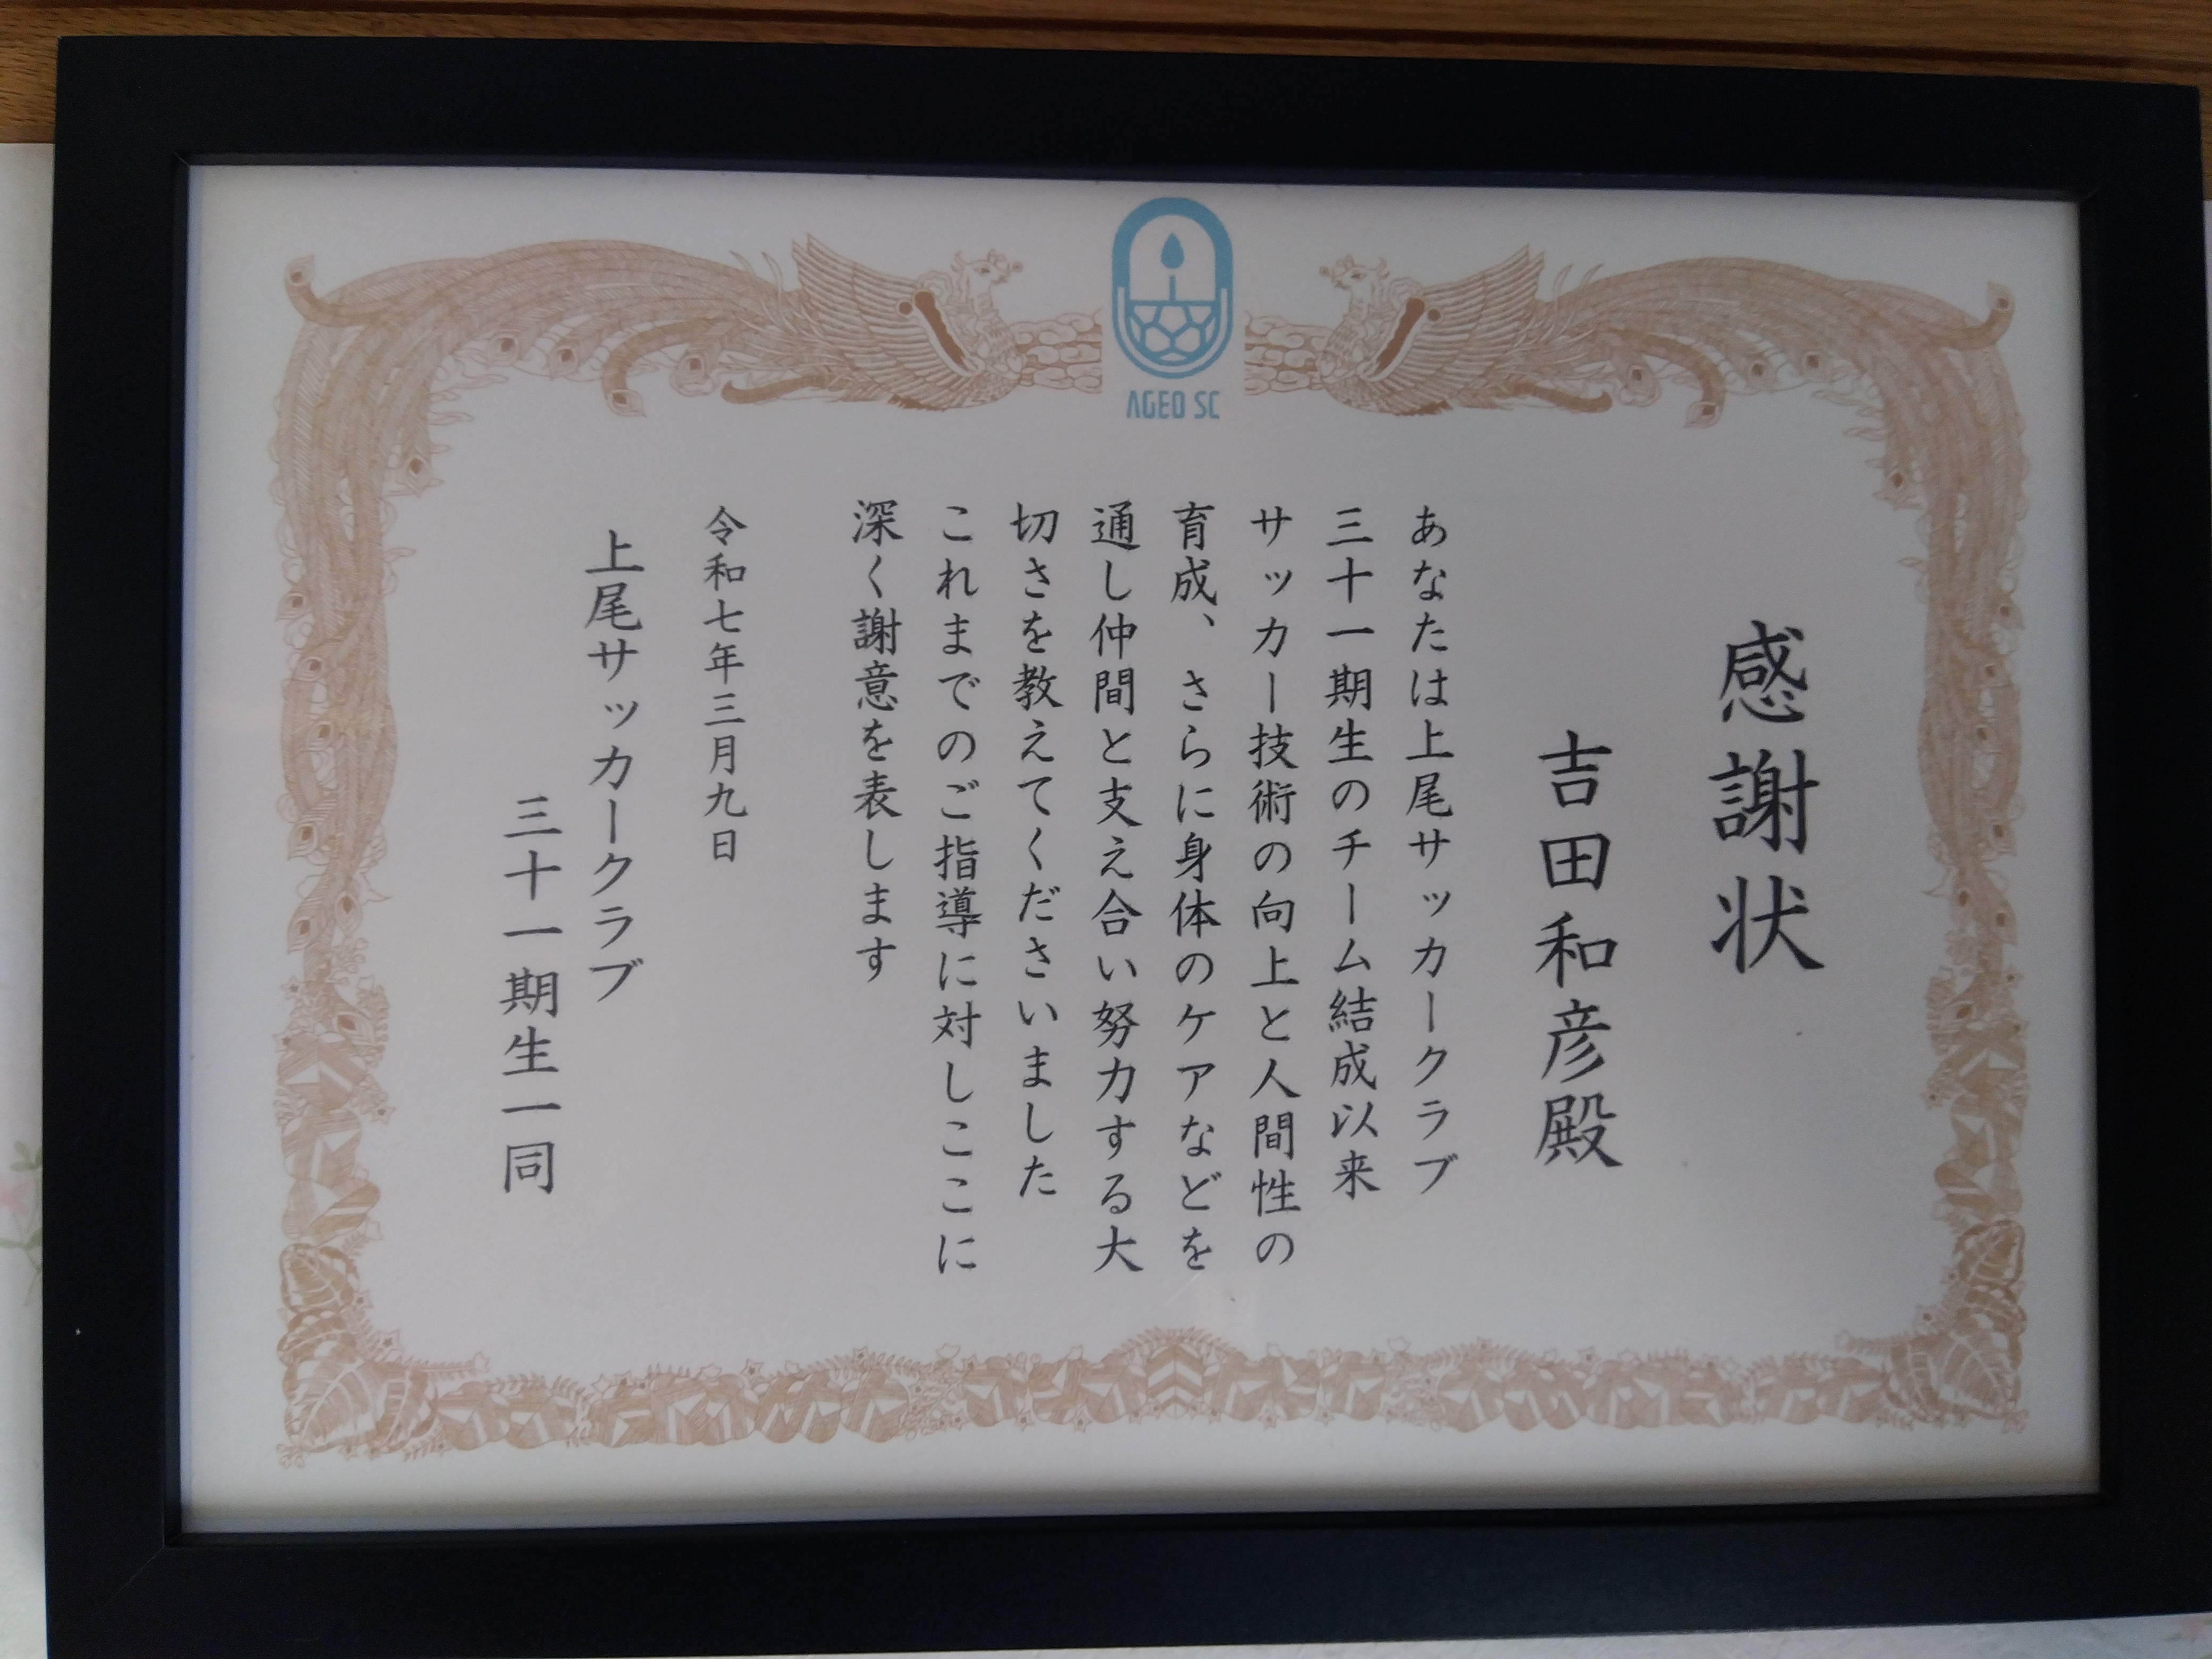 AGEO SC
感謝状
吉田和彦殿
あなたは上尾サッカークラブ
三十一期生のチーム結成以来
サッカー技術の向上と人間性の
育成、さらに身体のケアなどを
通し仲間と支え合い努力する大
切さを教えてくださいました
これまでのご指導に対しここに
深く謝意を表します
令和七年三月九日
上尾サッカークラブ
三十一期生一同